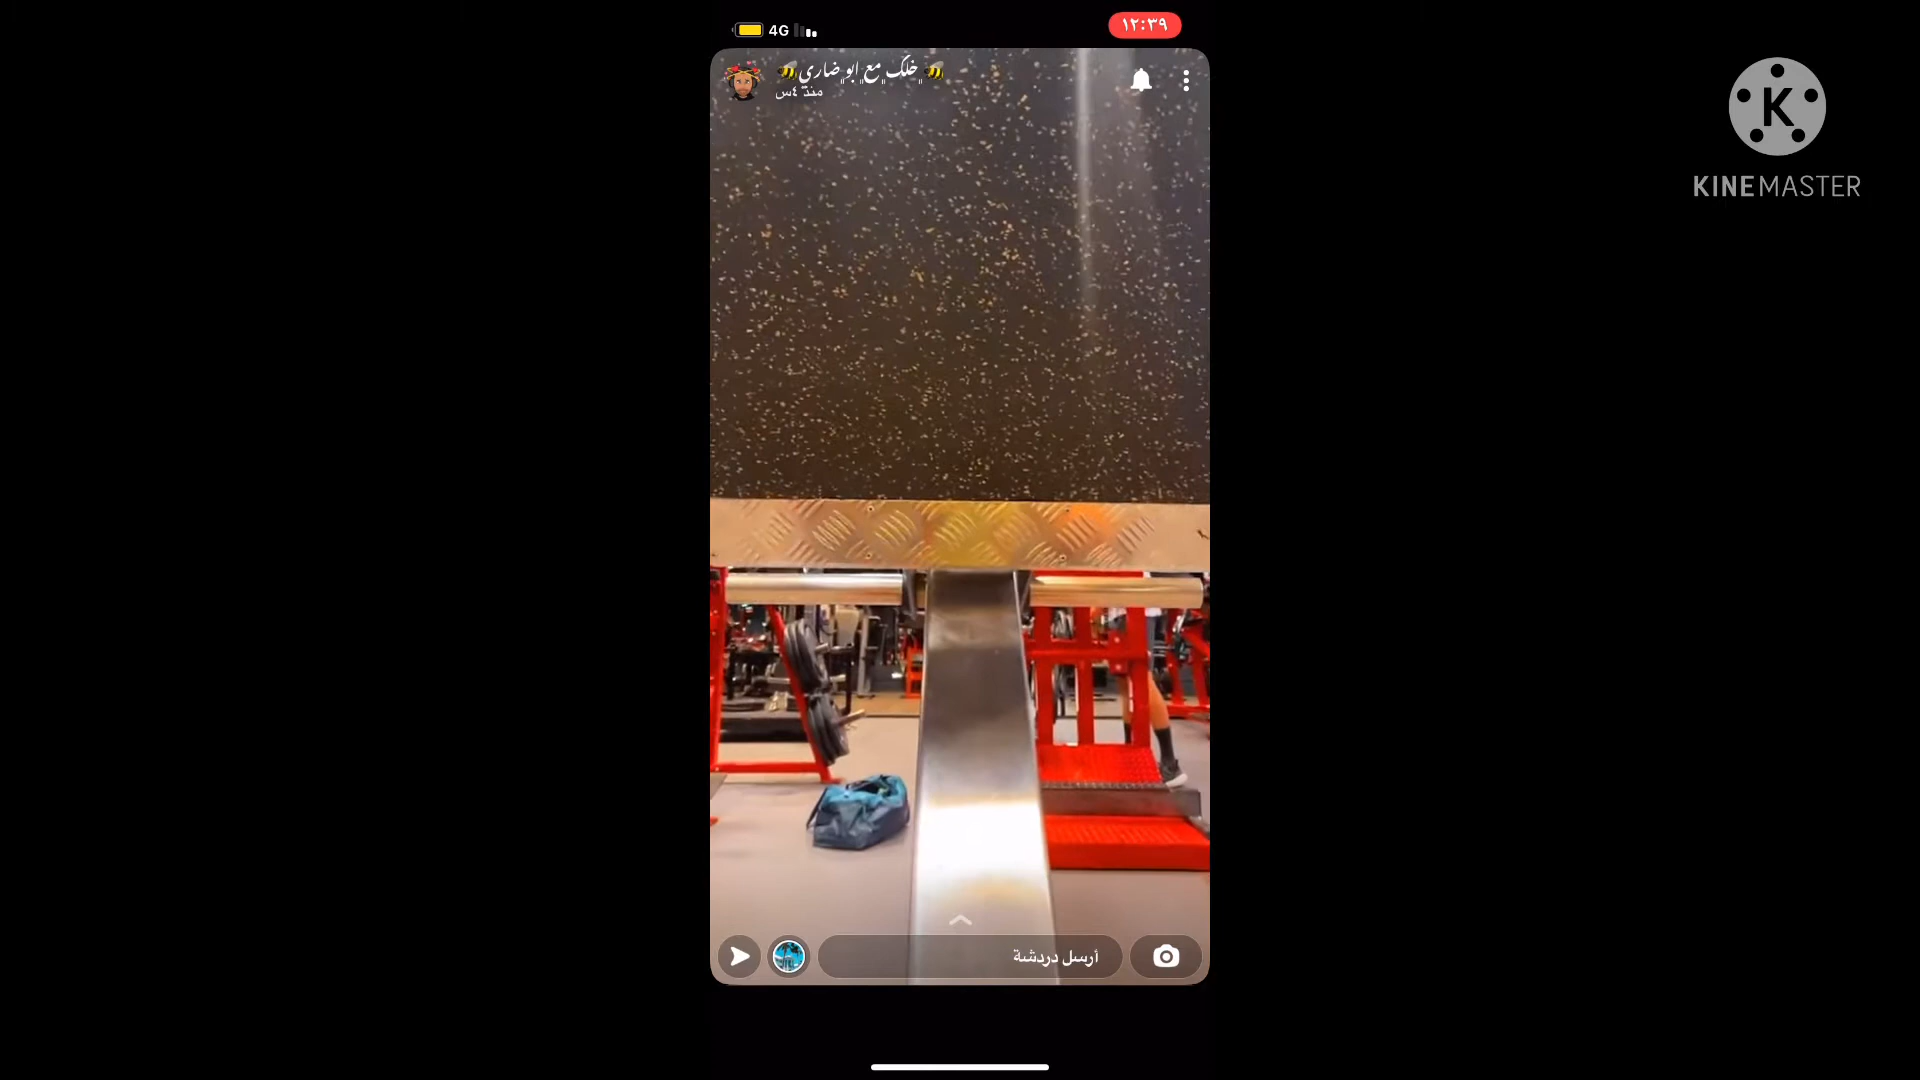 4G
١٢:٣٩
🐝خلك مع ابو ضاري🐝
منذ ٤س
KINEMASTER
أرسل دردشة